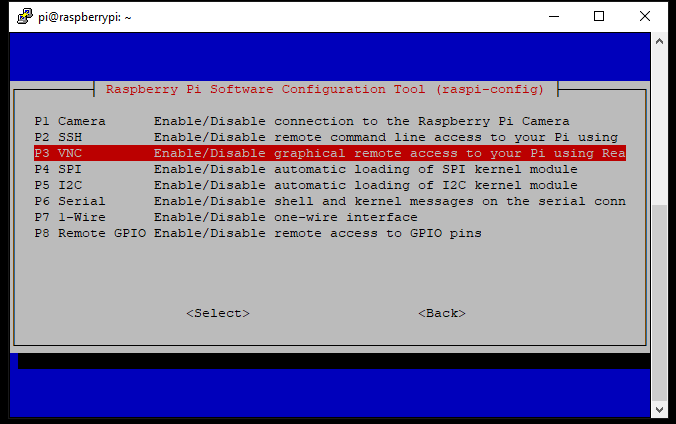 pi@raspberrypi: ~
Raspberry Pi Software Configuration Tool (raspi-config)
P1 Camera Enable/Disable connection to the Raspberry Pi Camera
P2 SSH Enable/Disable remote command line access to your Pi using
P3 VNC Enable/Disable graphical remote access to your Pi using Rea
P4 SPI Enable/Disable automatic loading of SPI kernel module
P5 I2C Enable/Disable automatic loading of I2C kernel module
P6 Serial Enable/Disable shell and kernel messages on the serial conn
P7 1-Wire Enable/Disable one-wire interface
P8 Remote GPIO Enable/Disable remote access to GPIO pins
<Select> <Back>